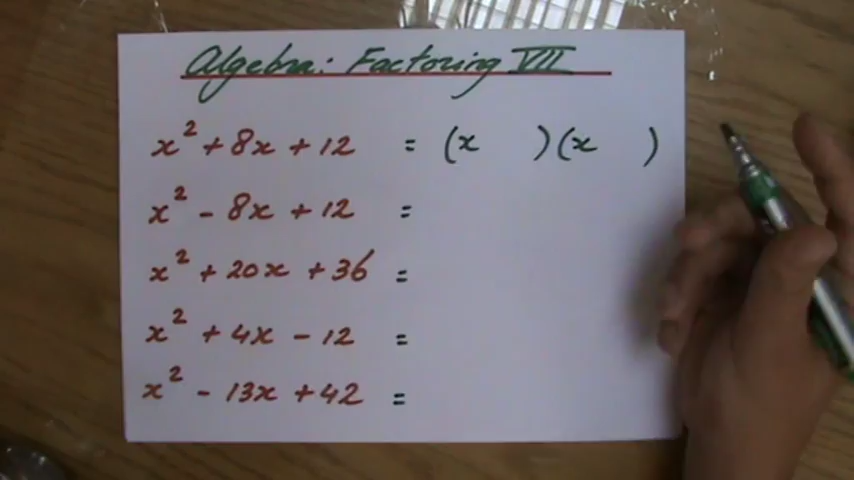 Algebra: Factoring VII
x² + 8x + 12 = (x )(x )
x² - 8x + 12 =
x² + 20x + 36 =
x² + 4x - 12 =
x² - 13x + 42 =